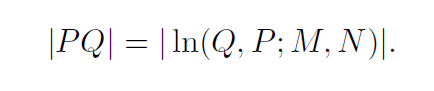 |PQ| = | ln(Q, P; M, N)|.